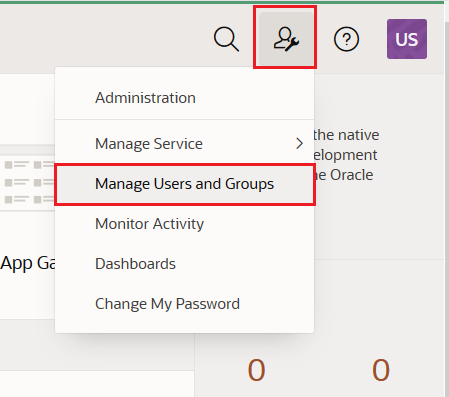 US
Administration
Manage Service
the native
elopment
Manage Users and Groups
e Oracle
Monitor Activity
App Ga
Dashboards
Change My Password
0 0